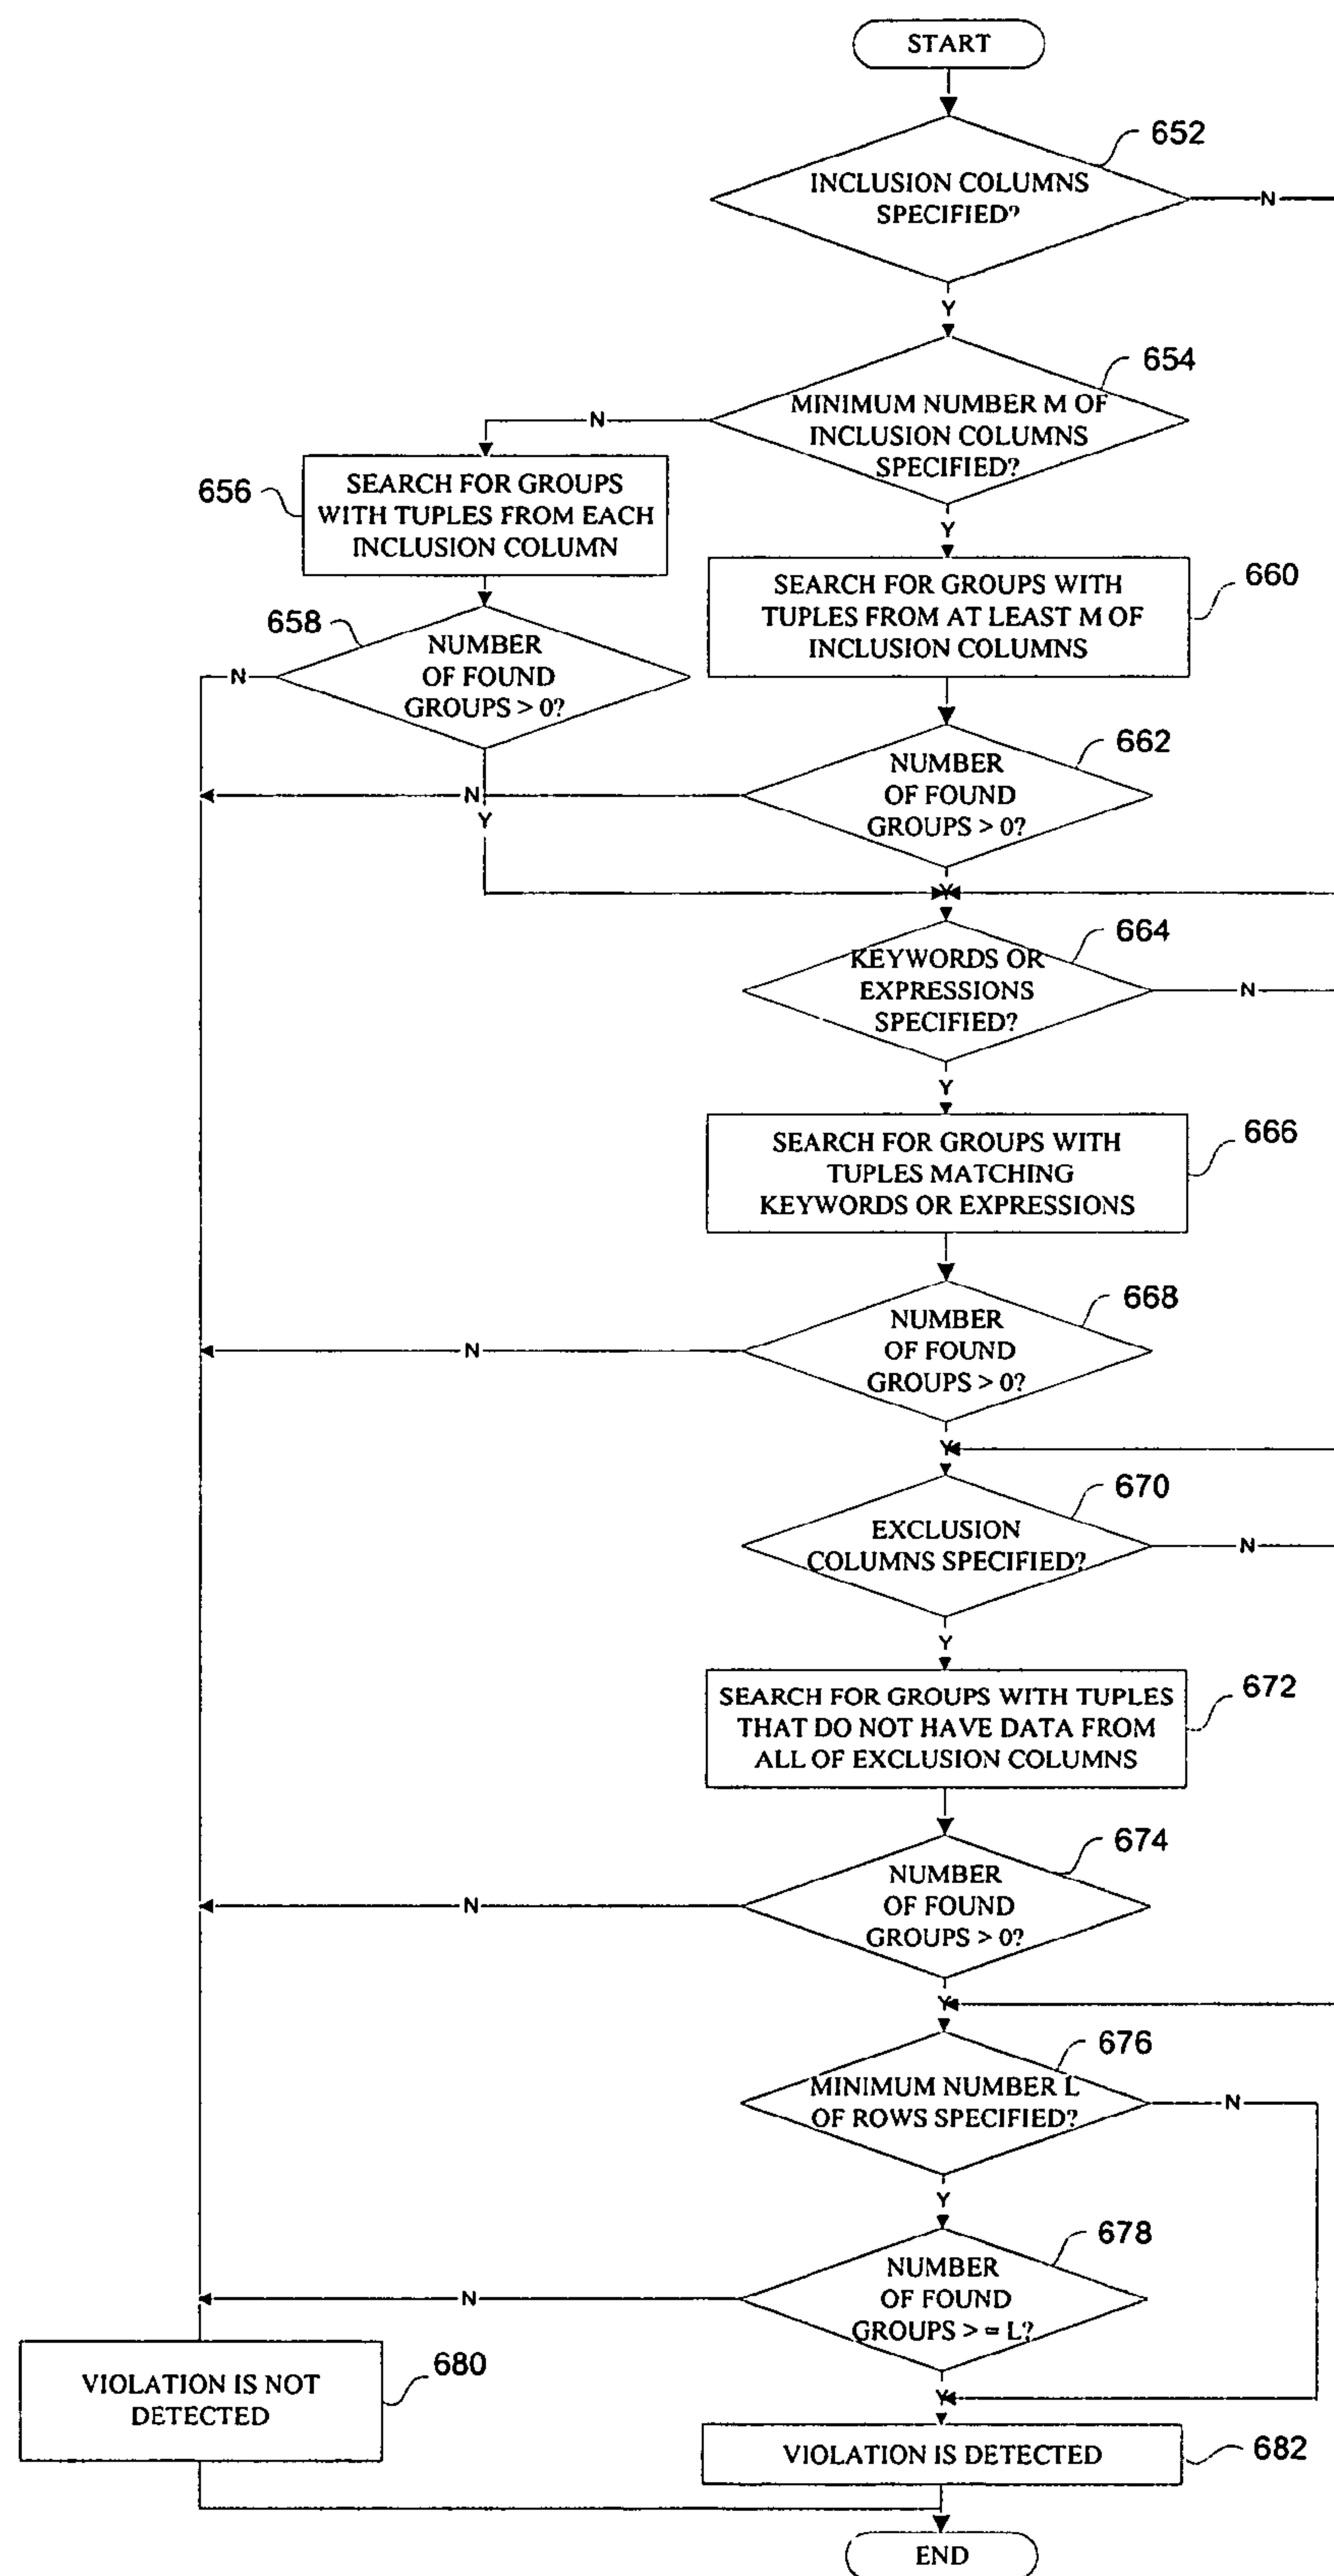 START
652
INCLUSION COLUMNS
SPECIFIED?
N
Y
654
MINIMUM NUMBER M OF
INCLUSION COLUMNS
SPECIFIED?
N
Y
656
SEARCH FOR GROUPS
WITH TUPLES FROM EACH
INCLUSION COLUMN
660
SEARCH FOR GROUPS WITH
TUPLES FROM AT LEAST M OF
INCLUSION COLUMNS
658
NUMBER
OF FOUND
GROUPS > 0?
N
Y
662
NUMBER
OF FOUND
GROUPS > 0?
N
Y
664
KEYWORDS OR
EXPRESSIONS
SPECIFIED?
N
Y
666
SEARCH FOR GROUPS WITH
TUPLES MATCHING
KEYWORDS OR EXPRESSIONS
668
NUMBER
OF FOUND
GROUPS > 0?
N
Y
670
EXCLUSION
COLUMNS SPECIFIED?
N
Y
672
SEARCH FOR GROUPS WITH TUPLES
THAT DO NOT HAVE DATA FROM
ALL OF EXCLUSION COLUMNS
674
NUMBER
OF FOUND
GROUPS > 0?
N
Y
676
MINIMUM NUMBER L
OF ROWS SPECIFIED?
N
Y
678
NUMBER
OF FOUND
GROUPS > = L?
N
Y
680
VIOLATION IS NOT
DETECTED
VIOLATION IS DETECTED
682
END